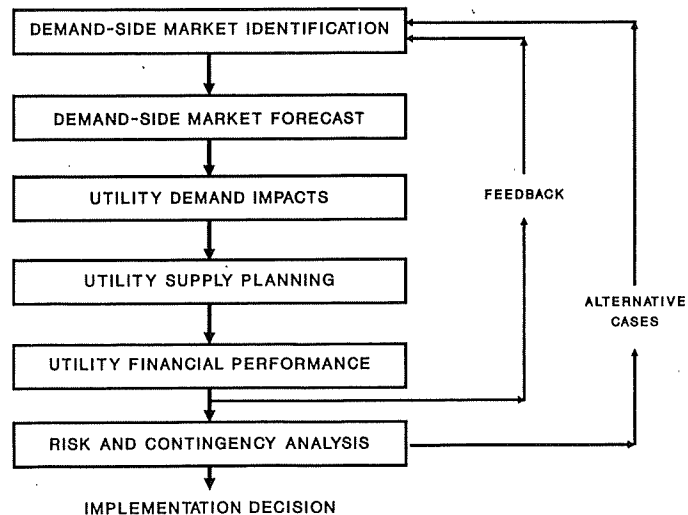 DEMAND-SIDE MARKET IDENTIFICATION
DEMAND-SIDE MARKET FORECAST
UTILITY DEMAND IMPACTS
FEEDBACK
UTILITY SUPPLY PLANNING
ALTERNATIVE
CASES
UTILITY FINANCIAL PERFORMANCE
RISK AND CONTINGENCY ANALYSIS
IMPLEMENTATION DECISION